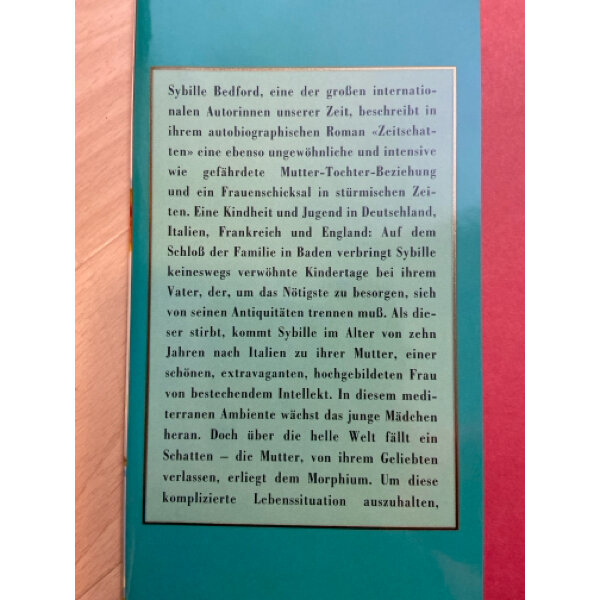 Sybille Bedford, eine der großen internatio-
nalen Autorinnen unserer Zeit, beschreibt in
ihrem autobiographischen Roman «Zeitschat-
ten» eine ebenso ungewöhnliche und intensive
wie gefährdete Mutter-Tochter-Beziehung
und ein Frauenschicksal in stürmischen Zei-
ten. Eine Kindheit und Jugend in Deutschland,
Italien, Frankreich und England: Auf dem
Schloß der Familie in Baden verbringt Sybille
keineswegs verwöhnte Kindertage bei ihrem
Vater, der, um das Nötigste zu besorgen, sich
von seinen Antiquitäten trennen muß. Als die-
ser stirbt, kommt Sybille im Alter von zehn
Jahren nach Italien zu ihrer Mutter, einer
schönen, extravaganten, hochgebildeten Frau
von bestechendem Intellekt. In diesem medi-
terranen Ambiente wächst das junge Mädchen
heran. Doch über die helle Welt fällt ein
Schatten – die Mutter, von ihrem Geliebten
verlassen, erliegt dem Morphium. Um diese
komplizierte Lebenssituation auszuhalten,